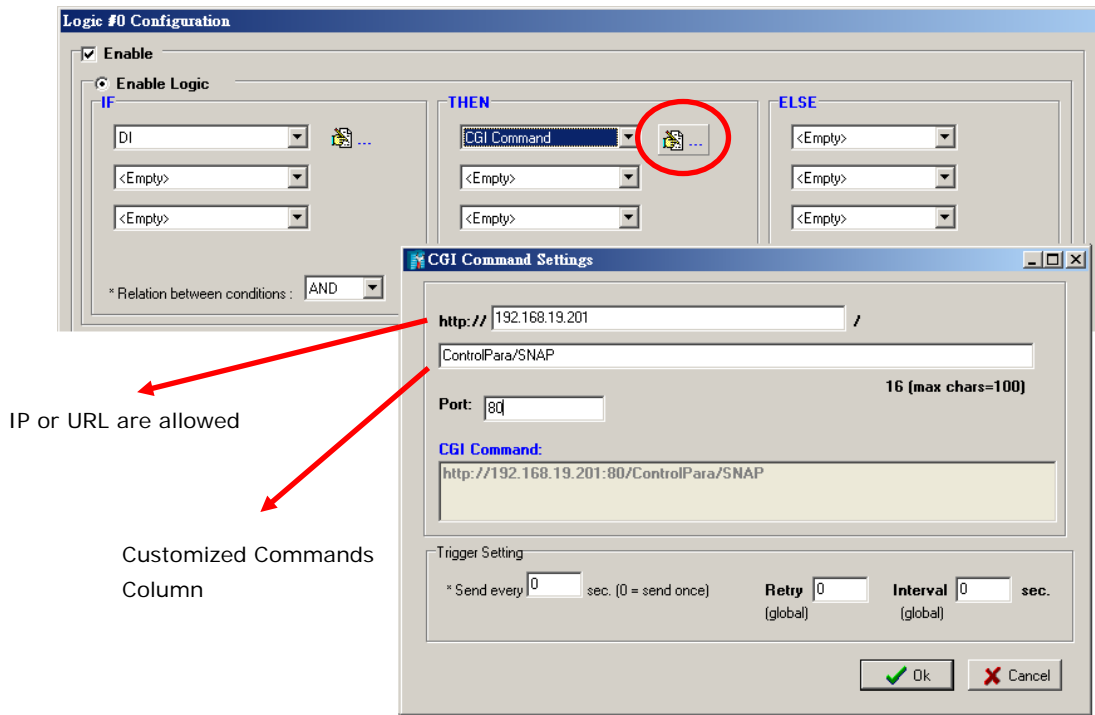 Logic #0 Configuration
Enable
Enable Logic
IF
THEN
ELSE
DI
...
CGI Command
...
<Empty>
<Empty>
<Empty>
<Empty>
<Empty>
<Empty>
<Empty>
* Relation between conditions : AND
CGI Command Settings
http:// 192.168.19.201 /
ControlPara/SNAP
16 (max chars=100)
Port: 80
CGI Command:
http://192.168.19.201:80/ControlPara/SNAP
Trigger Setting
* Send every 0 sec. (0 = send once)
Retry 0
(global)
Interval 0 sec.
(global)
Ok
Cancel
IP or URL are allowed
Customized Commands
Column